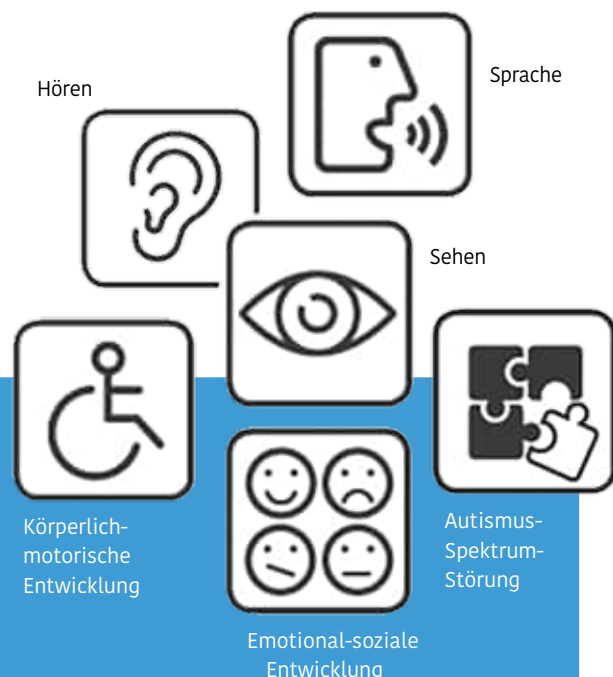 Sprache
Hören
Sehen
Körperlich-
motorische
Entwicklung
Autismus-
Spektrum-
Störung
Emotional-soziale
Entwicklung